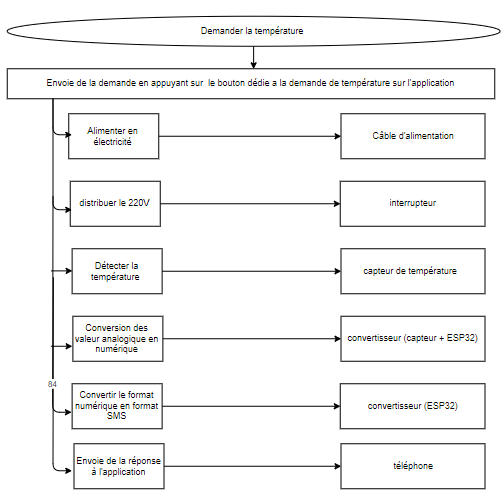 Demander la température
Envoie de la demande en appuyant sur le bouton dédie a la demande de température sur l'application
Alimenter en
électricité
Câble d'alimentation
distribuer le 220V
interrupteur
Détecter la
température
capteur de température
Conversion des
valeur analogique en
numérique
convertisseur (capteur + ESP32)
84
Convertir le format
numérique en format
SMS
convertisseur (ESP32)
Envoie de la réponse
à l'application
téléphone